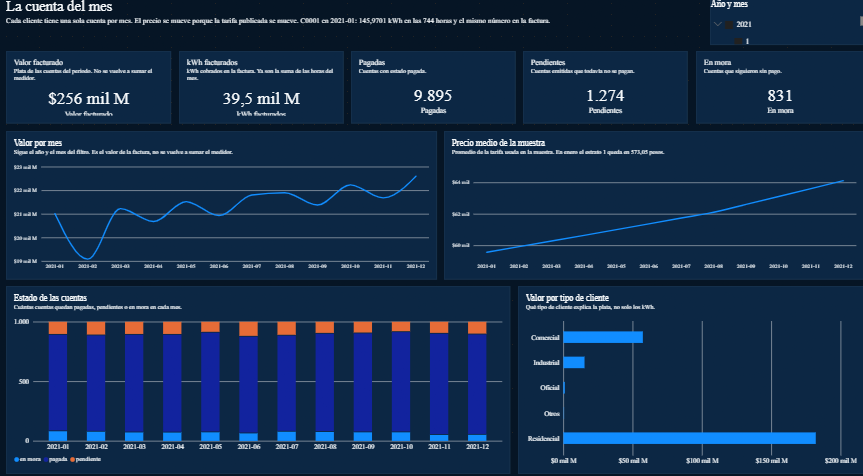 La cuenta del mes
Cada cliente tiene una sola cuenta por mes. El precio se mueve porque la tarifa publicada se mueve. C0001 en 2021-01: 145,9701 kWh en las 744 horas y el mismo número en la factura.
Año y mes
2021
1
Valor facturado
Plata de las cuentas del periodo. No se vuelve a sumar el medidor.
$256 mil M
Valor facturado
kWh facturados
kWh cobrados en la factura. Ya son la suma de las horas del mes.
39,5 mil M
kWh facturados
Pagadas
Cuentas con estado pagada.
9.895
Pagadas
Pendientes
Cuentas emitidas que todavía no se pagan.
1.274
Pendientes
En mora
Cuentas que siguieron sin pago.
831
En mora
Valor por mes
Sigue el año y el mes del filtro. Es el valor de la factura, no se vuelve a sumar el medidor.
$23 mil M
$22 mil M
$21 mil M
$20 mil M
$19 mil M
2021-01 2021-02 2021-03 2021-04 2021-05 2021-06 2021-07 2021-08 2021-09 2021-10 2021-11 2021-12
Precio medio de la muestra
Promedio de la tarifa usada en la muestra. En enero el estrato 1 queda en 573,05 pesos.
$64 mil
$62 mil
$60 mil
2021-01 2021-02 2021-03 2021-04 2021-05 2021-06 2021-07 2021-08 2021-09 2021-10 2021-11 2021-12
Estado de las cuentas
Cuántas cuentas quedan pagadas, pendientes o en mora en cada mes.
1.000
500
0
2021-01 2021-02 2021-03 2021-04 2021-05 2021-06 2021-07 2021-08 2021-09 2021-10 2021-11 2021-12
en mora pagada pendiente
Valor por tipo de cliente
Qué tipo de cliente explica la plata, no solo los kWh.
Comercial
Industrial
Oficial
Otros
Residencial
$0 mil M $50 mil M $100 mil M $150 mil M $200 mil M